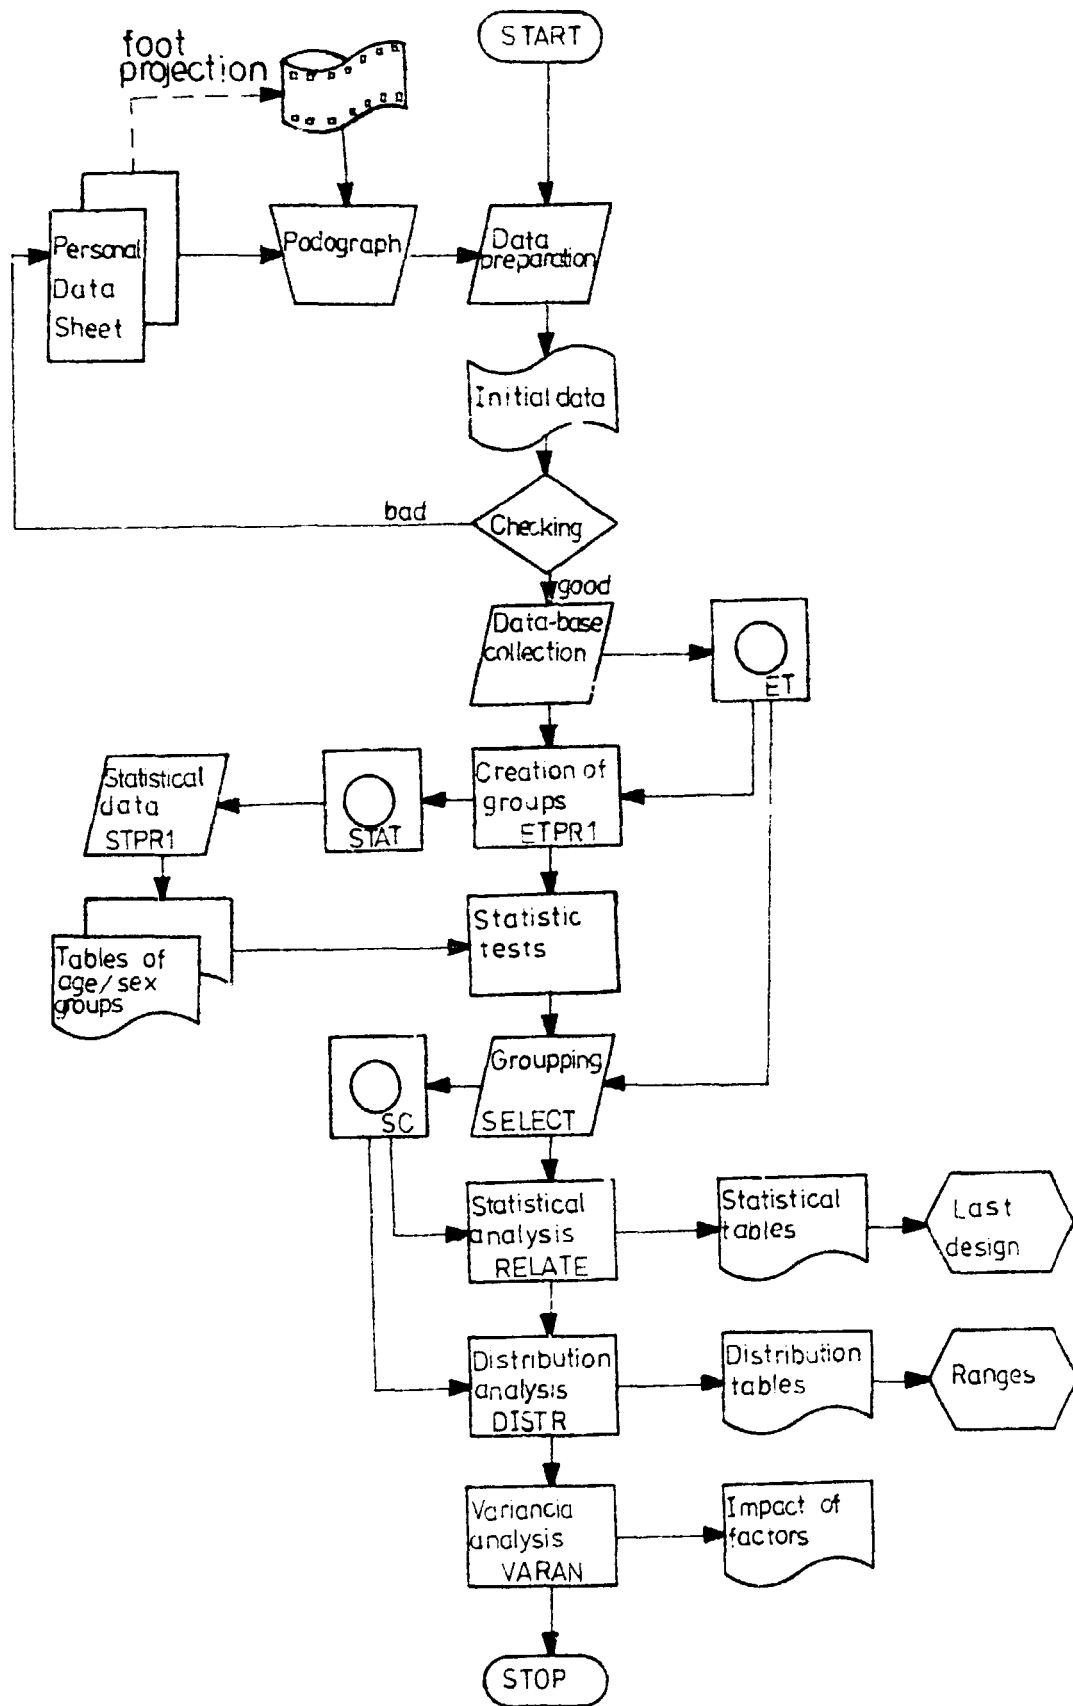 foot
projection
START
Personal
Data
Sheet
Podograph
Data
preparation
Initial data
bad
Checking
good
Data-base
collection
ET
Statistical
data
STPR1
STAT
Creation of
groups
ETPR1
Tables of
age/sex
groups
Statistic
tests
SC
Groupping
SELECT
Statistical
analysis
RELATE
Statistical
tables
Last
design
Distribution
analysis
DISTR
Distribution
tables
Ranges
Variancia
analysis
VARAN
Impact of
factors
STOP